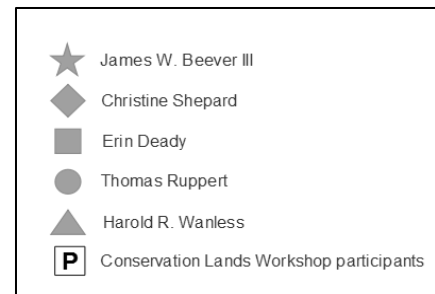 James W. Beever III
Christine Shepard
Erin Deady
Thomas Ruppert
Harold R. Wanless
P Conservation Lands Workshop participants